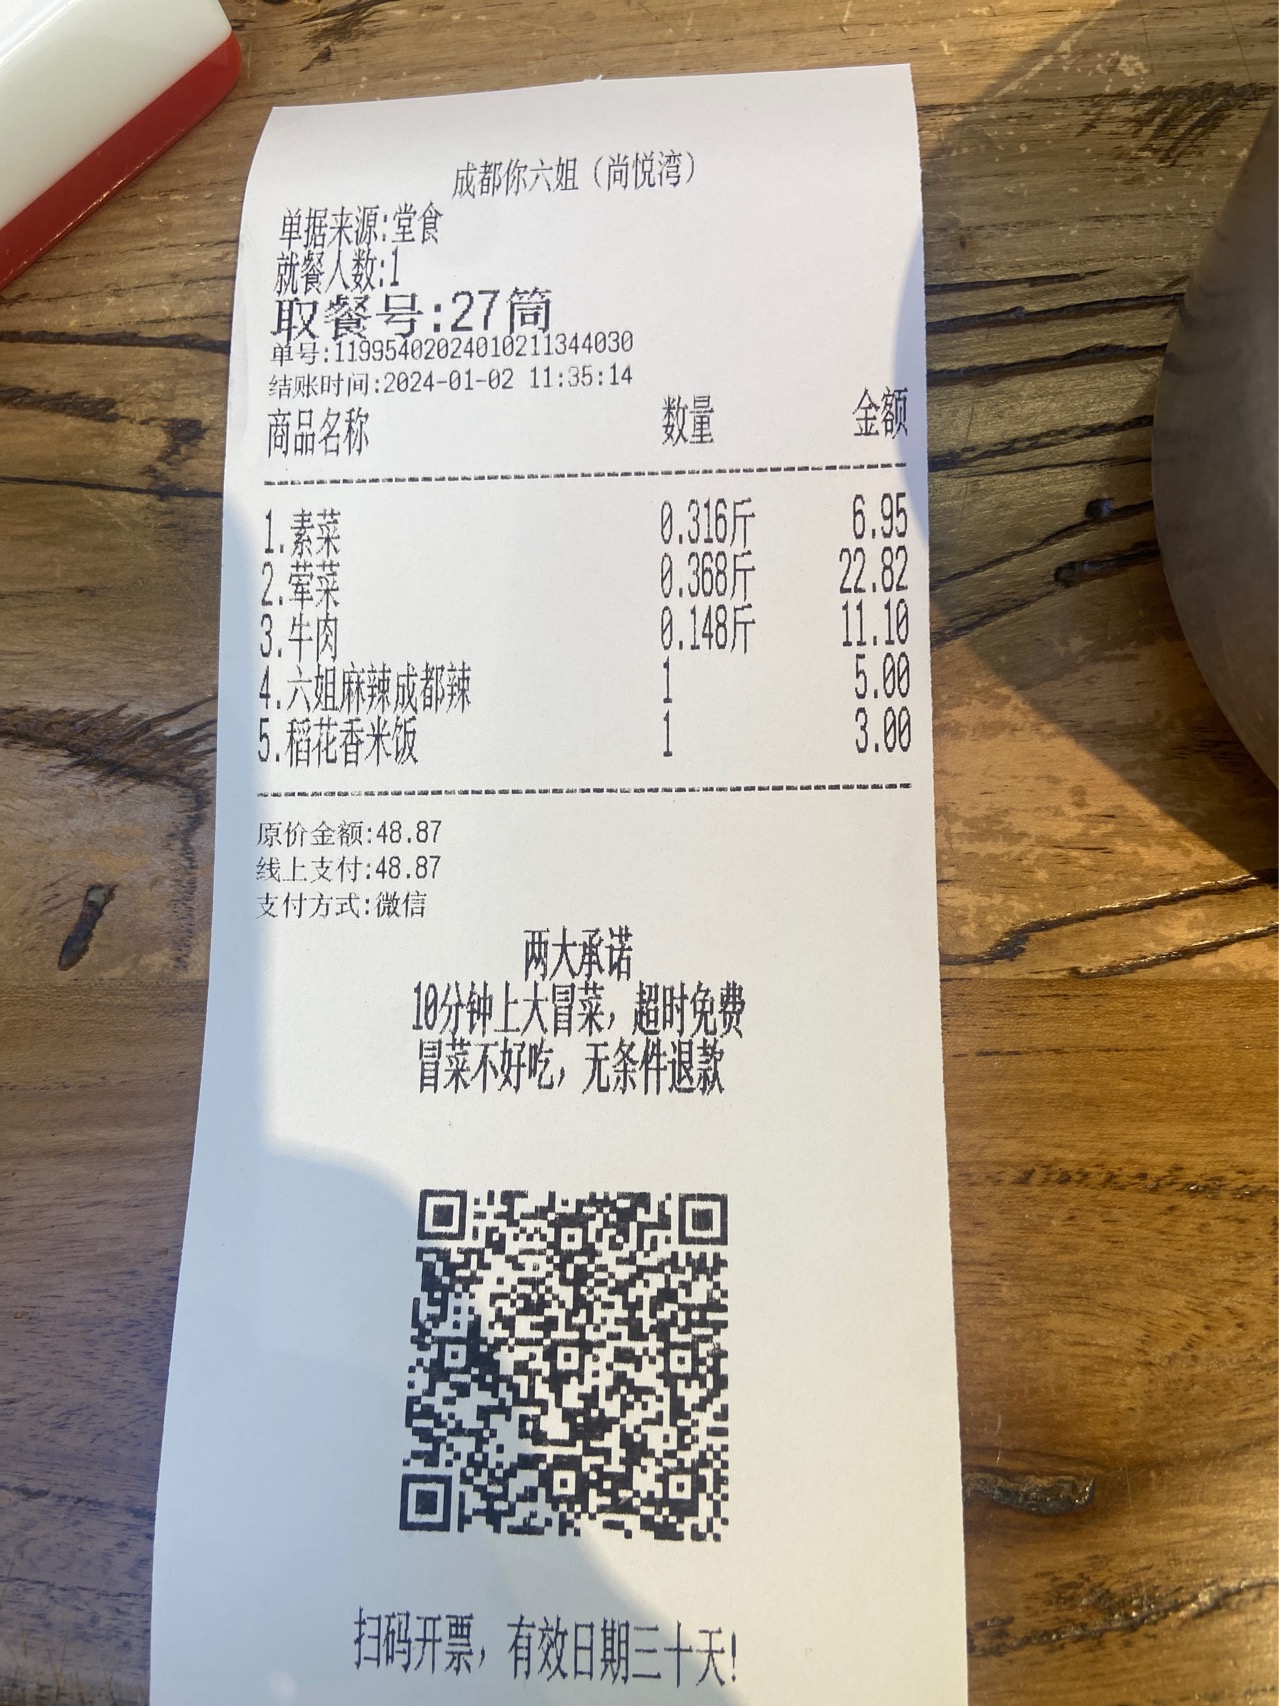 成都你六姐（尚悦湾）
单据来源:堂食
就餐人数:1
取餐号:27筒
单号:11995402024010211344030
结账时间:2024-01-02 11:35:14
商品名称 数量 金额
1.素菜 0.316斤 6.95
2.荤菜 0.368斤 22.82
3.牛肉 0.148斤 11.10
4.六姐麻辣成都辣 1 5.00
5.稻花香米饭 1 3.00
原价金额:48.87
线上支付:48.87
支付方式:微信
两大承诺
10分钟上大冒菜，超时免费
冒菜不好吃，无条件退款
扫码开票，有效日期三十天!